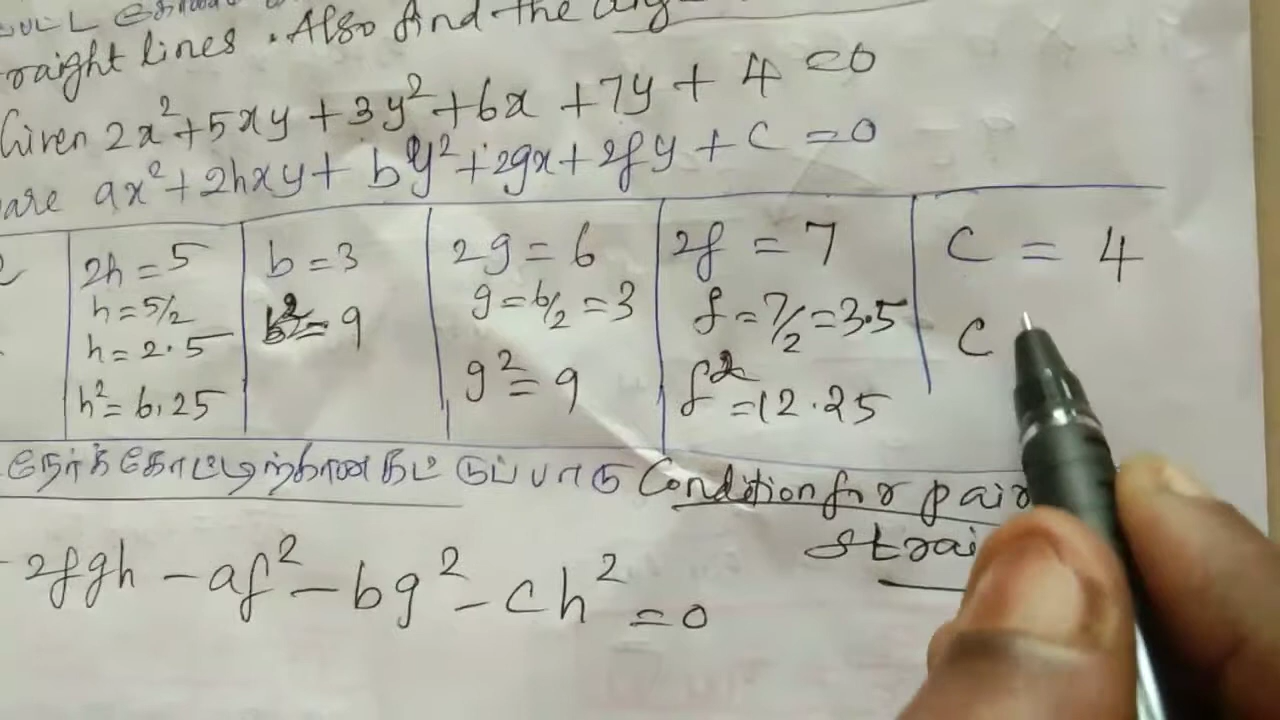 raight lines . Also find the
Given 2x²+5xy+3y²+6x+7y+4=0
are ax²+2hxy+by²+2gx+2fy+c=0
2h=5 b=3 2g=6 2f=7 c=4
h=5/2 b²=9 g=6/2=3 f=7/2=3.5 c
h=2.5
h²=6.25 g²=9 f²=12.25
Condition for pair
strai
2fgh-af²-bg²-ch²=0